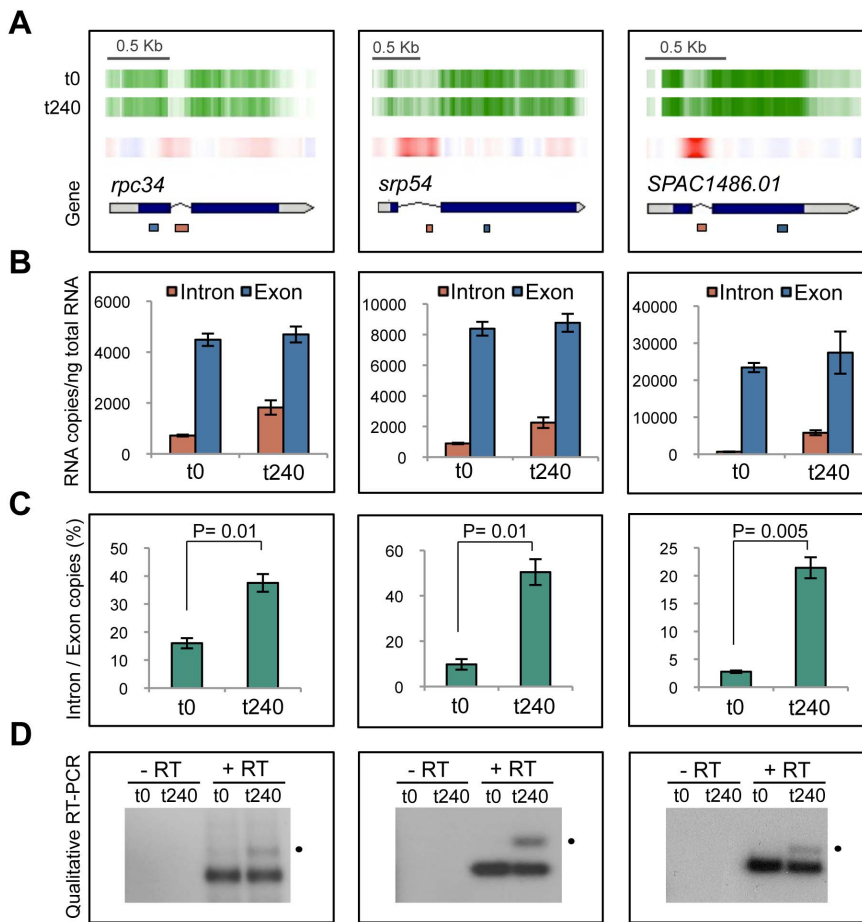 A
0.5 Kb
0.5 Kb
0.5 Kb
t0
t240
Gene
rpc34
srp54
SPAC1486.01
B
RNA copies/ng total RNA
Intron Exon
6000
4000
2000
0
t0 t240
Intron Exon
10000
8000
6000
4000
2000
0
t0 t240
Intron Exon
40000
30000
20000
10000
0
t0 t240
C
Intron / Exon copies (%)
P= 0.01
50
40
30
20
10
0
t0 t240
P= 0.01
60
40
20
0
t0 t240
P= 0.005
25
20
15
10
5
0
t0 t240
D
Qualitative RT-PCR
- RT + RT
t0 t240 t0 t240
- RT + RT
t0 t240 t0 t240
- RT + RT
t0 t240 t0 t240